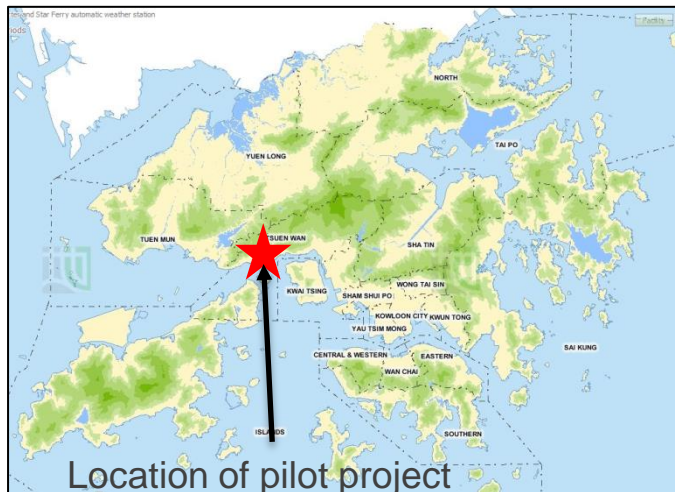 and Star Ferry automatic weather station
NORTH
TAI PO
YUEN LONG
TUEN MUN
TSUEN WAN
SHA TIN
KWAI TSING
WONG TAI SIN
SHAM SHUI PO
KOWLOON CITY
KWUN TONG
YAU TSIM MONG
SAI KUNG
CENTRAL & WESTERN
EASTERN
WAN CHAI
ISLANDS
SOUTHERN
Location of pilot project